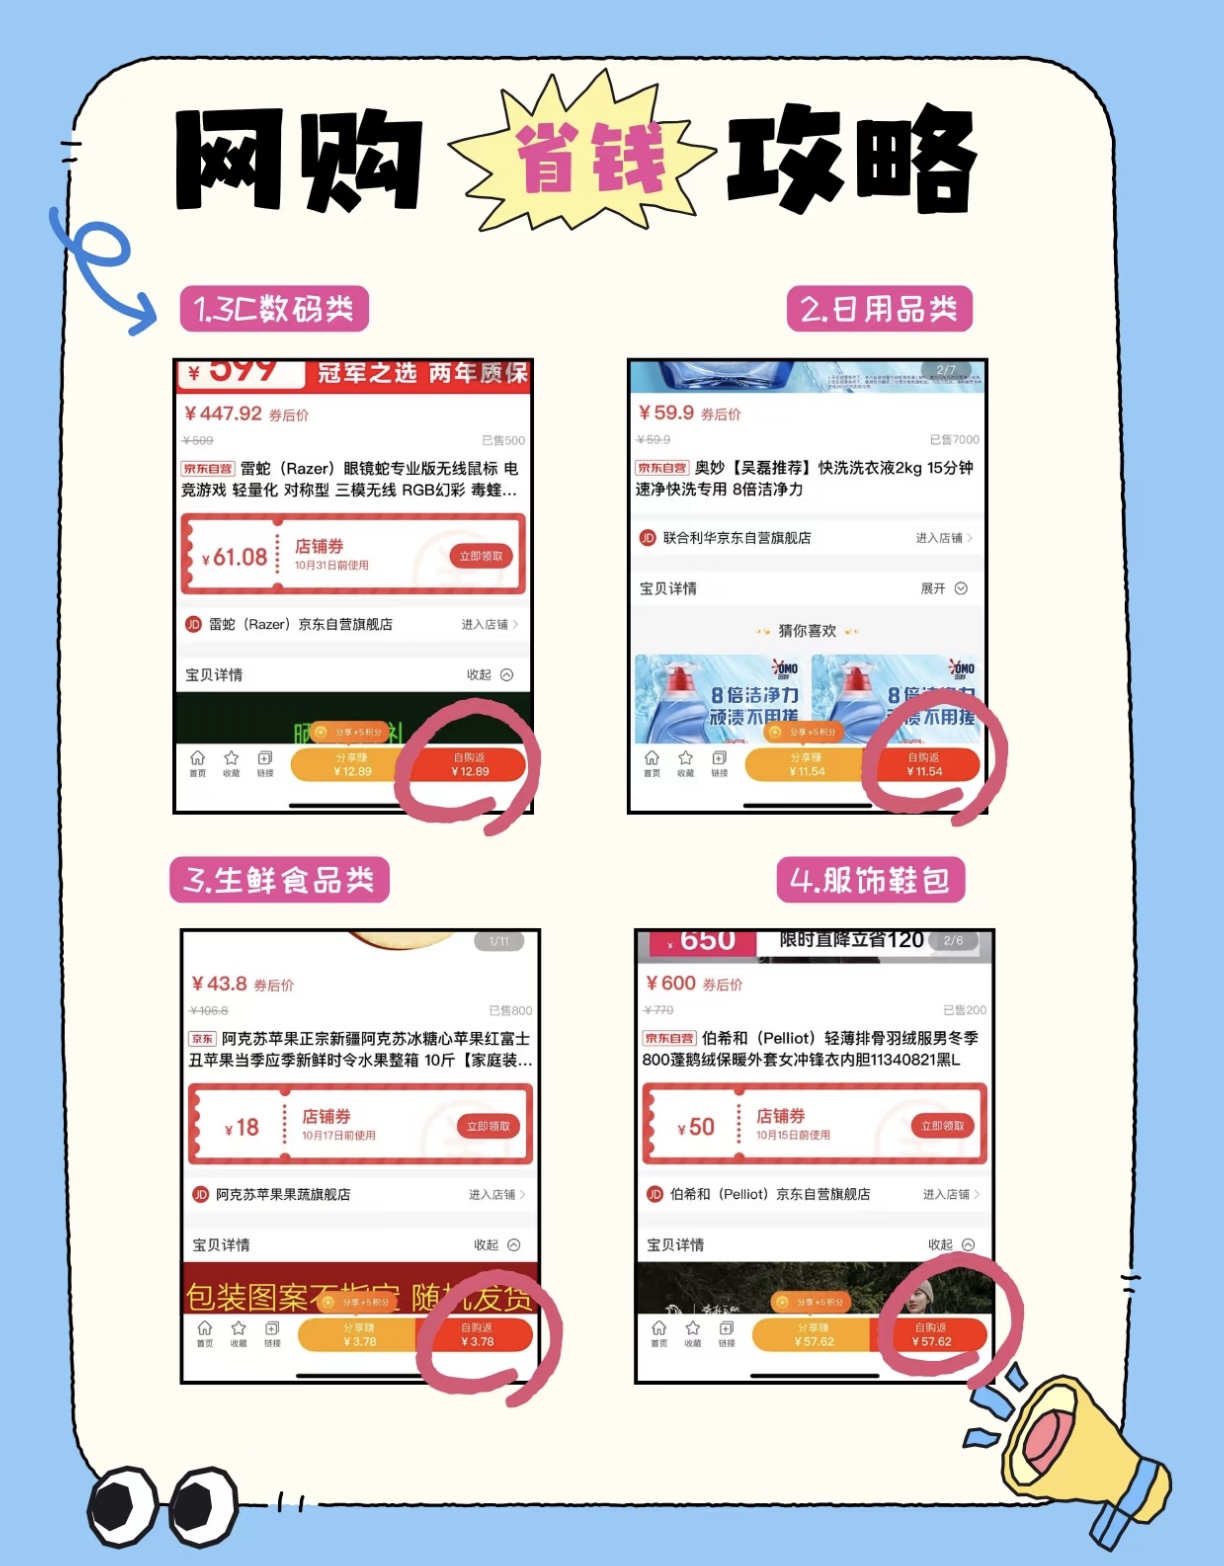 网购 省钱 攻略
1.3C数码类
¥599 冠军之选 两年质保
¥447.92 券后价
¥509 已售500
京东自营 雷蛇（Razer）眼镜蛇专业版无线鼠标 电
竞游戏 轻量化 对称型 三模无线 RGB幻彩 毒蝰...
¥61.08 店铺券 立即领取
10月31日前使用
JD 雷蛇（Razer）京东自营旗舰店 进入店铺
宝贝详情 收起
晒 礼
分享+5积分
首页 收藏 链接 分享赚 ¥12.89 自购返 ¥12.89
2.日用品类
2/7
¥59.9 券后价
¥59.9 已售7000
京东自营 奥妙【吴磊推荐】快洗洗衣液2kg 15分钟
速净快洗专用 8倍洁净力
JD 联合利华京东自营旗舰店 进入店铺
宝贝详情 展开
猜你喜欢
OMO OMO
8倍洁净力 8倍洁净力
顽渍不用搓 顽渍不用搓
分享+5积分
首页 收藏 链接 分享赚 ¥11.54 自购返 ¥11.54
3.生鲜食品类
1/11
¥43.8 券后价
¥106.8 已售800
京东 阿克苏苹果正宗新疆阿克苏冰糖心苹果红富士
丑苹果当季应季新鲜时令水果整箱 10斤【家庭装...
¥18 店铺券 立即领取
10月17日前使用
JD 阿克苏苹果果蔬旗舰店 进入店铺
宝贝详情 收起
包装图案不指定 随机发货
分享+5积分
首页 收藏 链接 分享赚 ¥3.78 自购返 ¥3.78
4.服饰鞋包
¥650 限时直降立省120 2/6
¥600 券后价
¥770 已售200
京东自营 伯希和（Pelliot）轻薄排骨羽绒服男冬季
800蓬鹅绒保暖外套女冲锋衣内胆11340821黑L
¥50 店铺券 立即领取
10月15日前使用
JD 伯希和（Pelliot）京东自营旗舰店 进入店铺
宝贝详情 收起
分享+5积分
首页 收藏 链接 分享赚 ¥57.62 自购返 ¥57.62